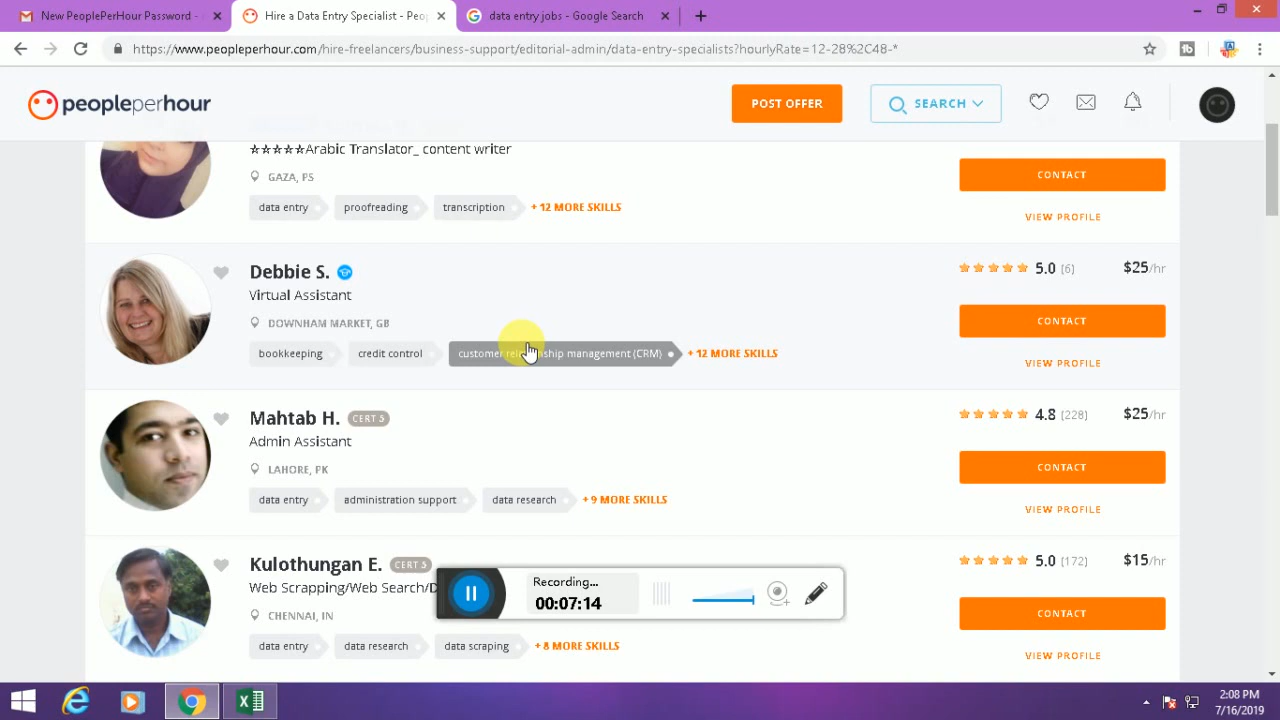 New PeoplePerHour Password - m
Hire a Data Entry Specialist - Peop
data entry jobs - Google Search
https://www.peopleperhour.com/hire-freelancers/business-support/editorial-admin/data-entry-specialists?hourlyRate=12-28%2C48-*
peopleperhour
POST OFFER
SEARCH
☆☆☆☆☆Arabic Translator_ content writer
GAZA, PS
CONTACT
data entry
proofreading
transcription
+ 12 MORE SKILLS
VIEW PROFILE
Debbie S.
5.0 (6)
$25/hr
Virtual Assistant
DOWNHAM MARKET, GB
CONTACT
bookkeeping
credit control
customer relationship management (CRM)
+ 12 MORE SKILLS
VIEW PROFILE
Mahtab H. CERT 5
4.8 (228)
$25/hr
Admin Assistant
LAHORE, PK
CONTACT
data entry
administration support
data research
+ 9 MORE SKILLS
VIEW PROFILE
Kulothungan E. CERT 5
5.0 (172)
$15/hr
Web Scrapping/Web Search/D
CHENNAI, IN
CONTACT
data entry
data research
data scraping
+ 8 MORE SKILLS
VIEW PROFILE
Recording...
00:07:14
2:08 PM
7/16/2019